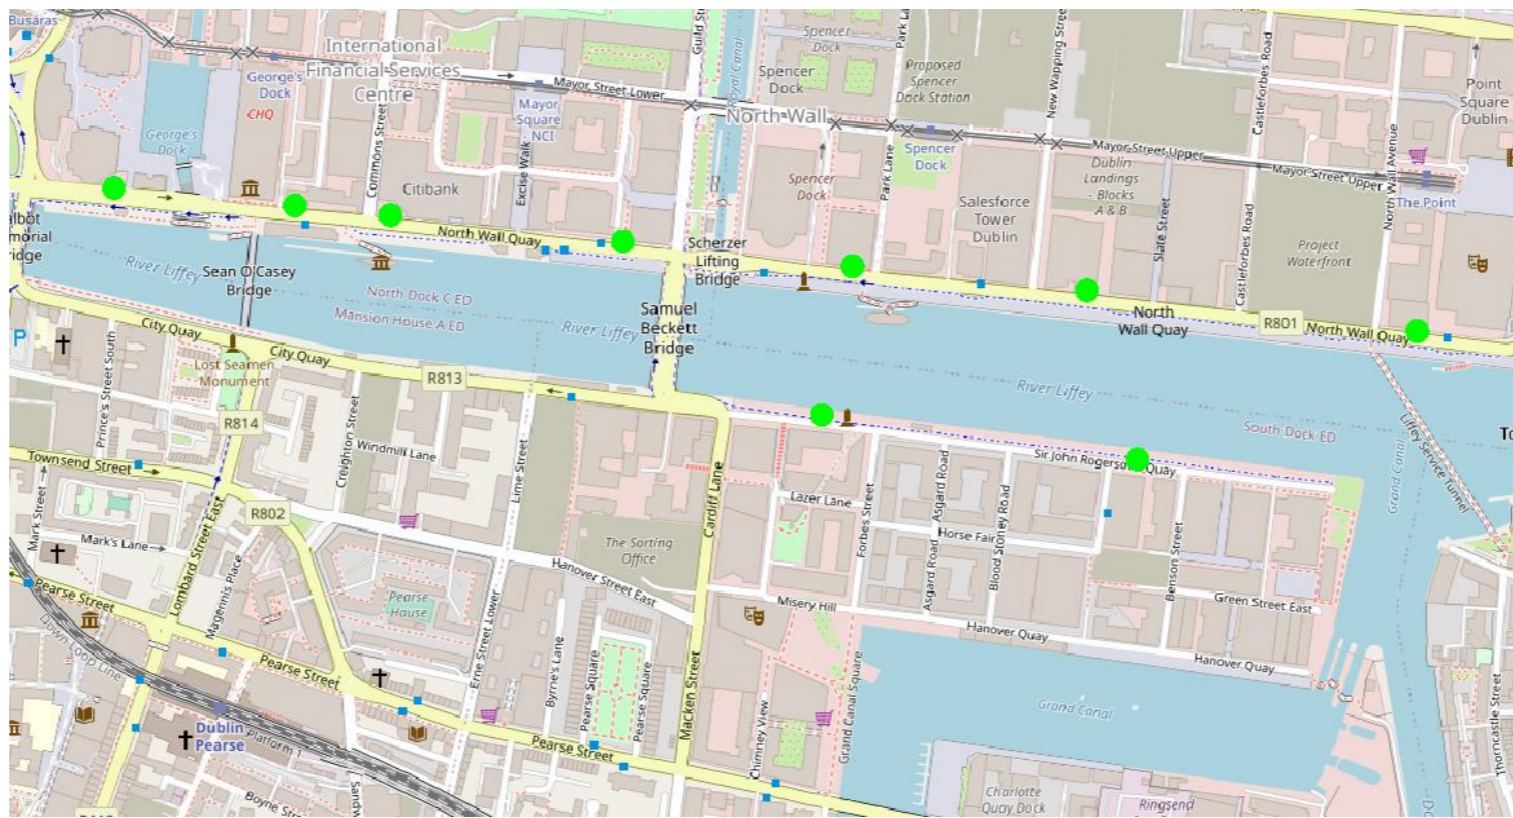 Busáras
International
Financial Services
Centre
George's
Dock
CHQ
George's
Dock
Commons Street
Mayor Street Lower
Mayor
Square
NCI
Excise Walk
Citibank
Guild St
Royal Canal
Spencer
Dock
Spencer
Dock
Park La
Proposed
Spencer
Dock Station
New Wapping Street
Castleforbes Road
Point
Square
Dublin
North Wall
Spencer
Dock
Mayor Street Upper
Mayor Street Upper
North Wall Avenue
The Point
Dublin
Landings
- Blocks
A & B
Spencer
Dock
Park Lane
Salesforce
Tower
Dublin
Slate Street
Castleforbes Road
Project
Waterfront
albot
morial
ridge
North Wall Quay
Scherzer
Lifting
Bridge
River Liffey
Sean O'Casey
Bridge
North Dock C ED
Mansion House A ED
River Liffey
Samuel
Beckett
Bridge
North
Wall Quay
R801
North Wall Quay
P
City Quay
City Quay
Lost Seamen
Monument
R813
R814
River Liffey
South Dock ED
Grand Canal
Liffey Service Tunnel
To
Prince's Street South
Creighton Street
Windmill Lane
Townsend Street
Lime Street
Cardiff Lane
Sir John Rogerson's Quay
Lazer Lane
Forbes Street
Asgard Road
Asgard Road
Blood Stoney Road
Horse Fair
Benson Street
Mark Street
Mark's Lane
R802
Lombard Street East
Magennis Place
The Sorting
Office
Hanover Street East
Pearse
House
Misery Hill
Green Street East
Hanover Quay
Hanover Quay
Pearse Street
Down Loop Line
Pearse Street
Erne Street Lower
Byrne's Lane
Pearse Square
Pearse Square
Macken Street
Chimney View
Grand Canal Square
Grand Canal
Thorncastle Street
Dublin
Pearse
Platform 1
Pearse Street
Boyne Stre
Charlotte
Quay Dock
Ringsend